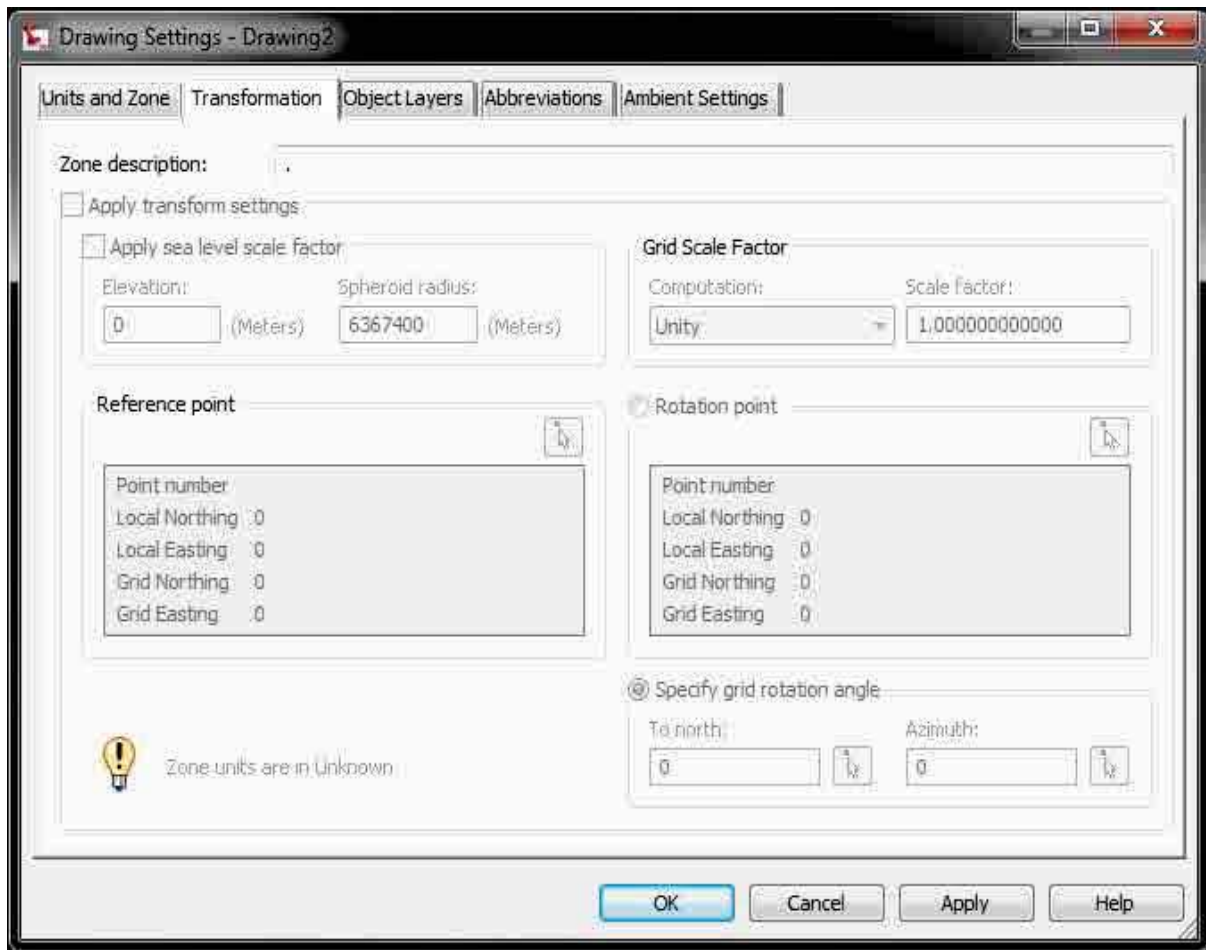 Drawing Settings - Drawing2
Units and Zone Transformation Object Layers Abbreviations Ambient Settings
Zone description: .
Apply transform settings
Apply sea level scale factor
Elevation: Spheroid radius:
0 (Meters) 6367400 (Meters)
Grid Scale Factor
Computation: Scale factor:
Unity 1.000000000000
Reference point
Point number
Local Northing 0
Local Easting 0
Grid Northing 0
Grid Easting 0
Rotation point
Point number
Local Northing 0
Local Easting 0
Grid Northing 0
Grid Easting 0
Zone units are in Unknown
Specify grid rotation angle
To north: Azimuth:
0 0
OK Cancel Apply Help